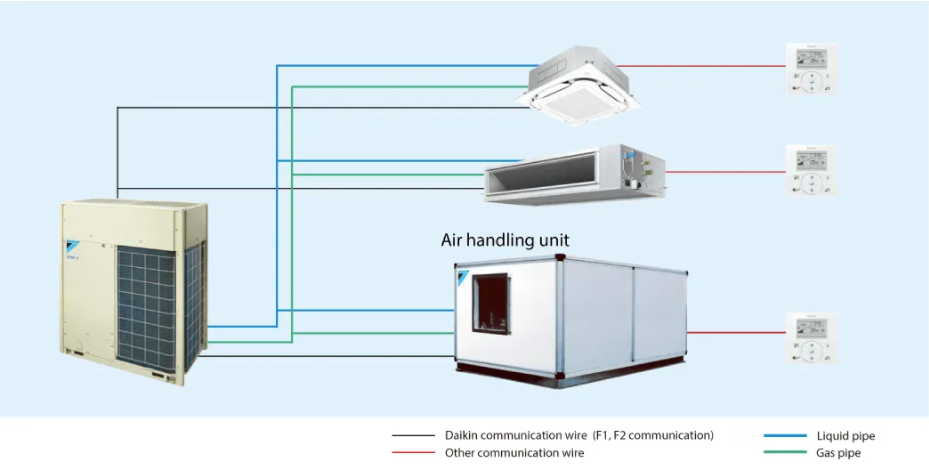 Air handling unit
Daikin communication wire (F1, F2 communication)
Other communication wire
Liquid pipe
Gas pipe